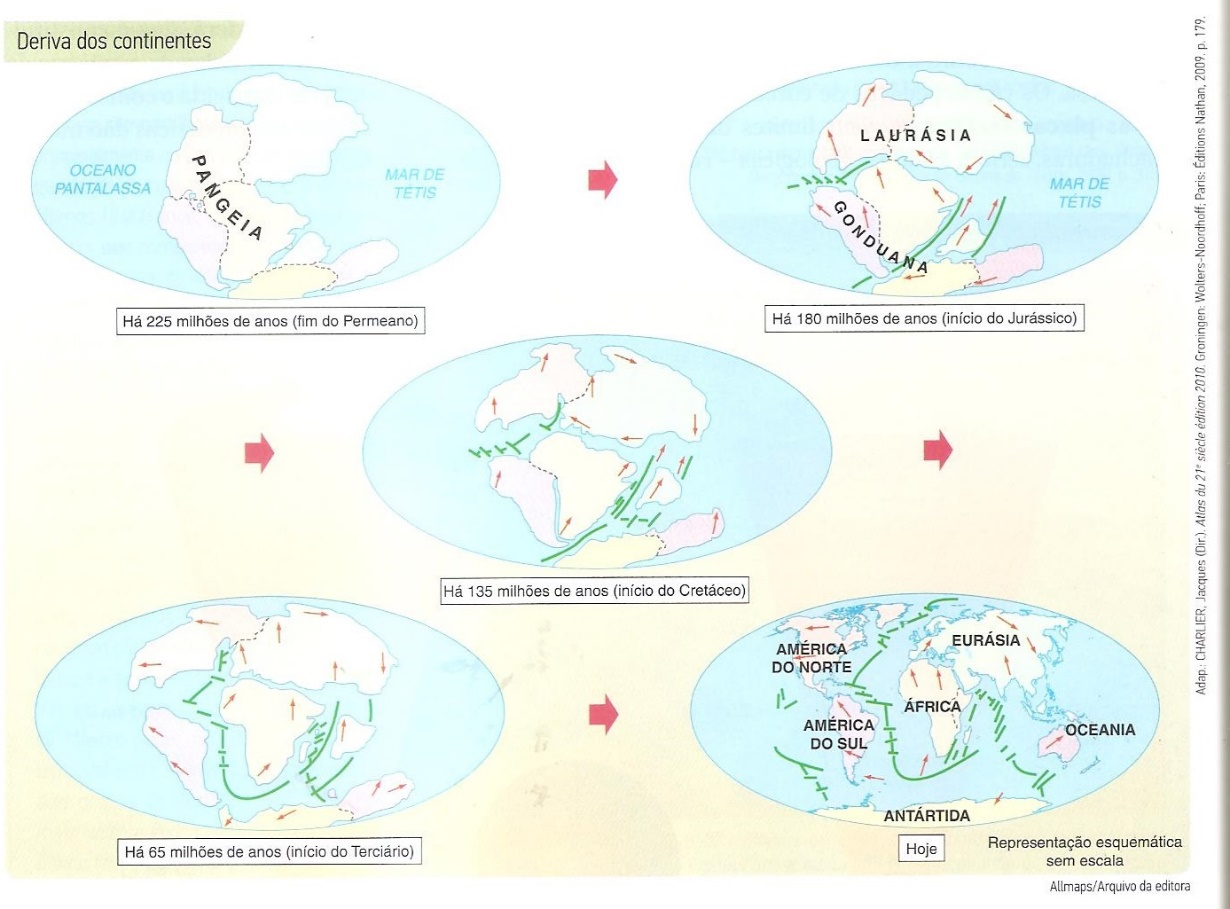 Deriva dos continentes
OCEANO
PANTALASSA
PANGEIA
MAR DE
TÉTIS
Há 225 milhões de anos (fim do Permeano)
LAURÁSIA
GONDUANA
MAR DE
TÉTIS
Há 180 milhões de anos (início do Jurássico)
Há 135 milhões de anos (início do Cretáceo)
Há 65 milhões de anos (início do Terciário)
AMÉRICA
DO NORTE
EURÁSIA
ÁFRICA
AMÉRICA
DO SUL
OCEANIA
ANTÁRTIDA
Hoje
Representação esquemática
sem escala
Allmaps/Arquivo da editora
Adap.: CHARLIER, Jacques (Dir.). Atlas du 21e siècle édition 2010. Groningen: Wolters-Noordhoff; Paris: Éditions Nathan, 2009. p. 179.